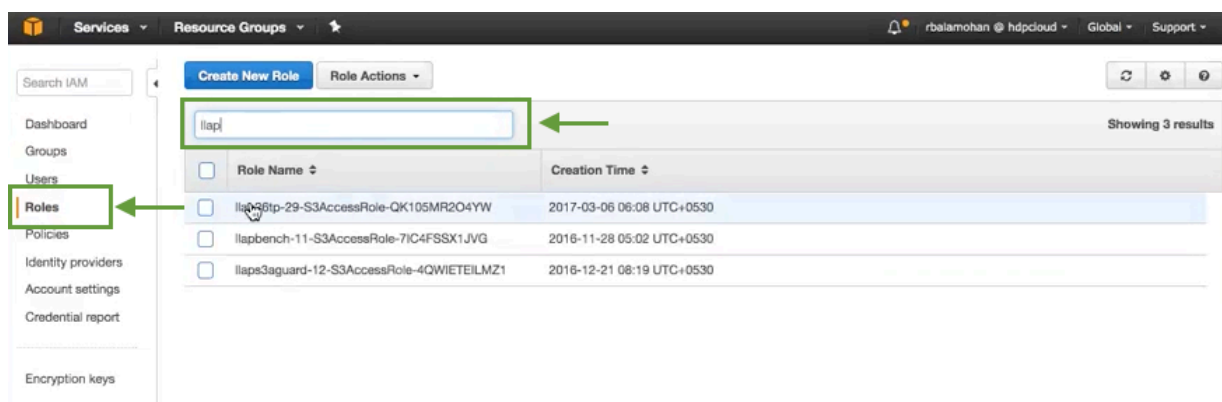 Services Resource Groups rbalamohan @ hdpcloud Global Support
Search IAM
Create New Role Role Actions
Dashboard
llap
Showing 3 results
Groups
Role Name Creation Time
Users
Roles
2017-03-06 06:08 UTC+0530
Policies
llapbench-11-S3AccessRole-7IC4FSSX1JVG 2016-11-28 05:02 UTC+0530
Identity providers
llaps3aguard-12-S3AccessRole-4QWIETEILMZ1 2016-12-21 08:19 UTC+0530
Account settings
Credential report
Encryption keys